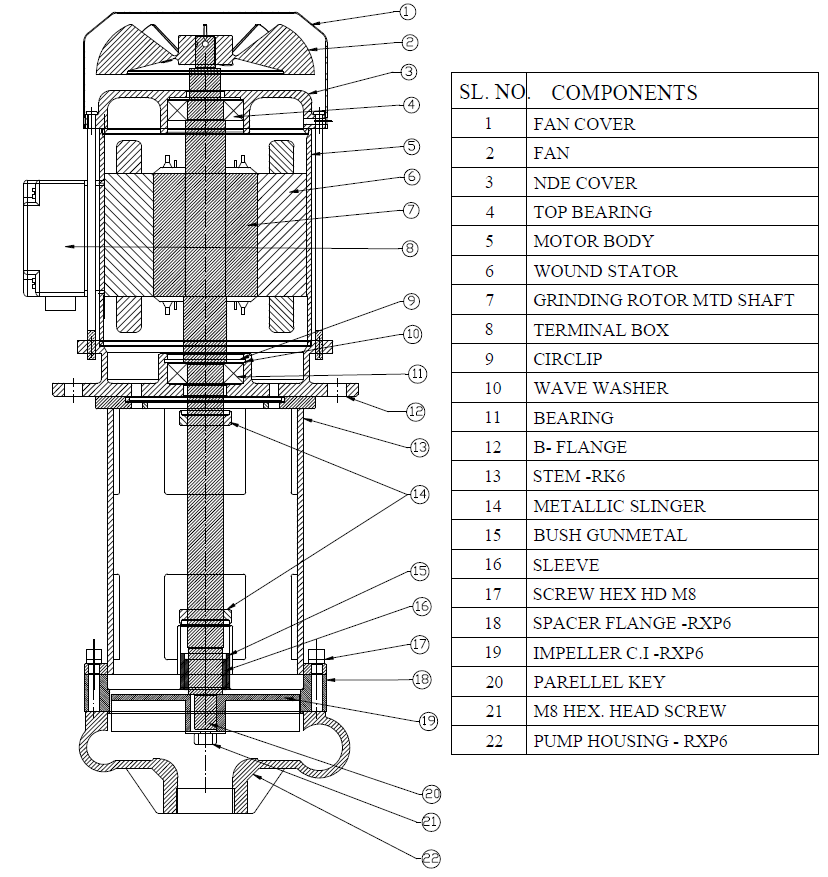 1
2
3
4
5
6
7
8
9
10
11
12
13
14
15
16
17
18
19
20
21
22
SL. NO. COMPONENTS
1 FAN COVER
2 FAN
3 NDE COVER
4 TOP BEARING
5 MOTOR BODY
6 WOUND STATOR
7 GRINDING ROTOR MTD SHAFT
8 TERMINAL BOX
9 CIRCLIP
10 WAVE WASHER
11 BEARING
12 B- FLANGE
13 STEM -RK6
14 METALLIC SLINGER
15 BUSH GUNMETAL
16 SLEEVE
17 SCREW HEX HD M8
18 SPACER FLANGE -RXP6
19 IMPELLER C.I -RXP6
20 PARELLEL KEY
21 M8 HEX. HEAD SCREW
22 PUMP HOUSING - RXP6